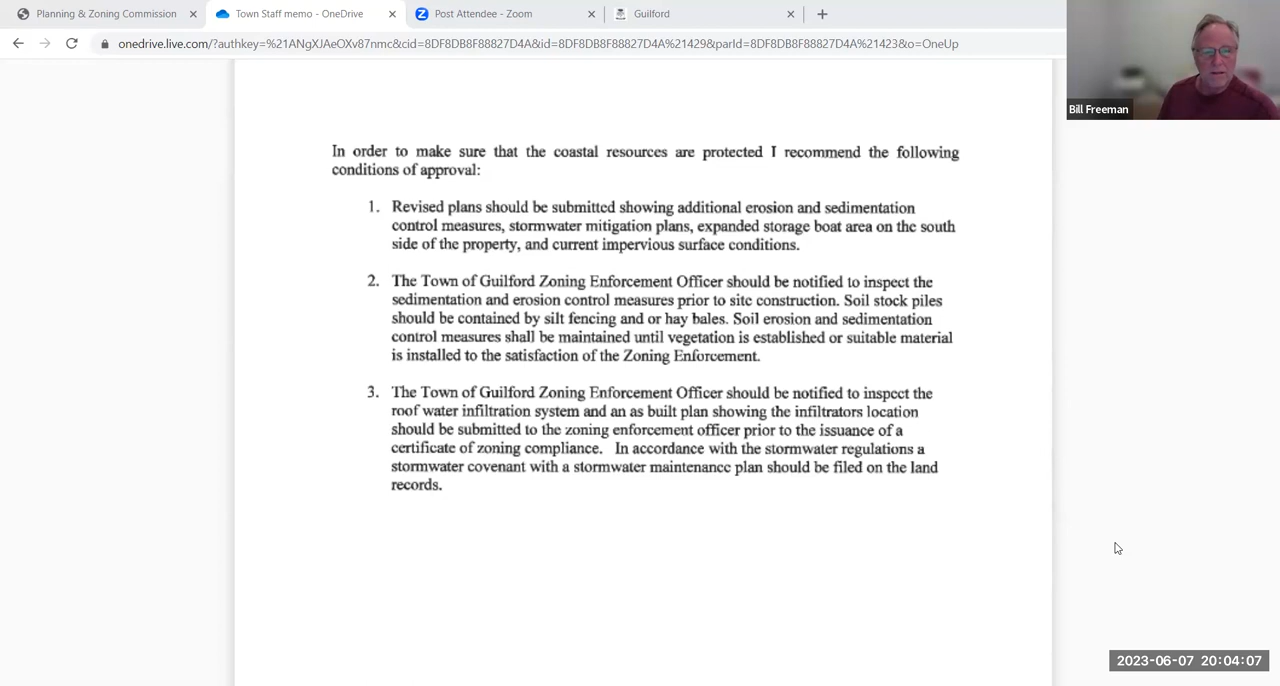 Planning & Zoning Commission
Town Staff memo - OneDrive
Post Attendee - Zoom
Guilford
onedrive.live.com/?authkey=%21ANgXJAeOXv87nmc&cid=8DF8DB8F88827D4A&id=8DF8DB8F88827D4A%21429&parId=8DF8DB8F88827D4A%21423&o=OneUp
Bill Freeman
In order to make sure that the coastal resources are protected I recommend the following
conditions of approval:
1. Revised plans should be submitted showing additional erosion and sedimentation
control measures, stormwater mitigation plans, expanded storage boat area on the south
side of the property, and current impervious surface conditions.
2. The Town of Guilford Zoning Enforcement Officer should be notified to inspect the
sedimentation and erosion control measures prior to site construction. Soil stock piles
should be contained by silt fencing and or hay bales. Soil erosion and sedimentation
control measures shall be maintained until vegetation is established or suitable material
is installed to the satisfaction of the Zoning Enforcement.
3. The Town of Guilford Zoning Enforcement Officer should be notified to inspect the
roof water infiltration system and an as built plan showing the infiltrators location
should be submitted to the zoning enforcement officer prior to the issuance of a
certificate of zoning compliance. In accordance with the stormwater regulations a
stormwater covenant with a stormwater maintenance plan should be filed on the land
records.
2023-06-07 20:04:07